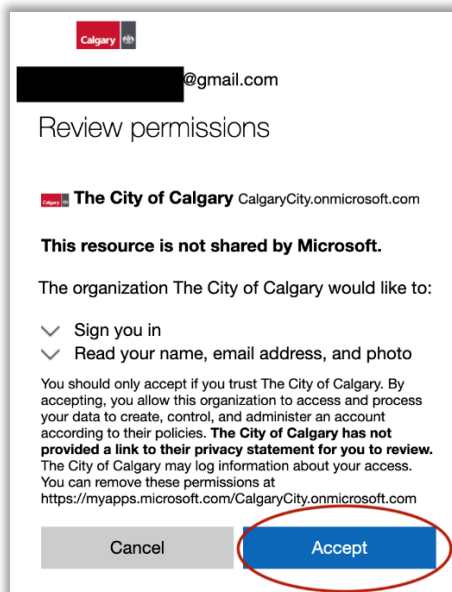 Calgary
@gmail.com
Review permissions
The City of Calgary CalgaryCity.onmicrosoft.com
This resource is not shared by Microsoft.
The organization The City of Calgary would like to:
Sign you in
Read your name, email address, and photo
You should only accept if you trust The City of Calgary. By
accepting, you allow this organization to access and process
your data to create, control, and administer an account
according to their policies. The City of Calgary has not
provided a link to their privacy statement for you to review.
The City of Calgary may log information about your access.
You can remove these permissions at
https://myapps.microsoft.com/CalgaryCity.onmicrosoft.com
Cancel Accept